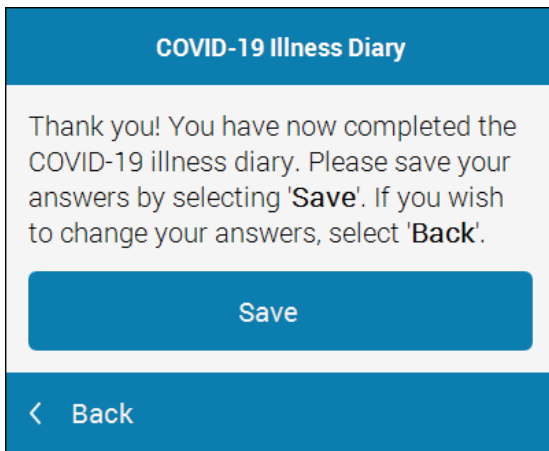 COVID-19 Illness Diary
Thank you! You have now completed the
COVID-19 illness diary. Please save your
answers by selecting 'Save'. If you wish
to change your answers, select 'Back'.
Save
Back